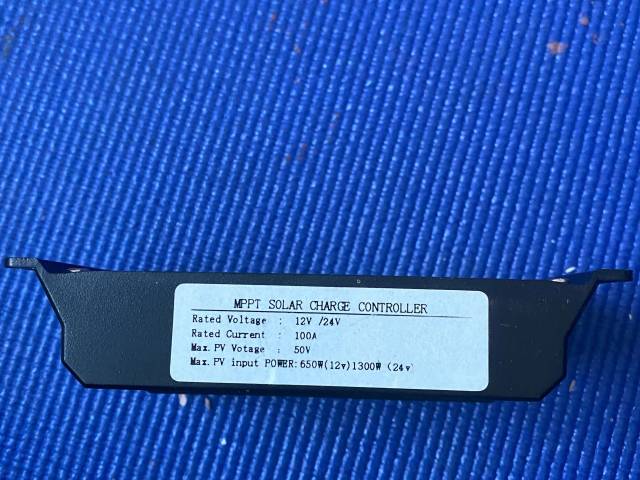 MPPT SOLAR CHARGE CONTROLLER
Rated Voltage : 12V /24V
Rated Current : 100A
Max. PV Votage : 50V
Max. PV input POWER:650W(12v)1300W (24v